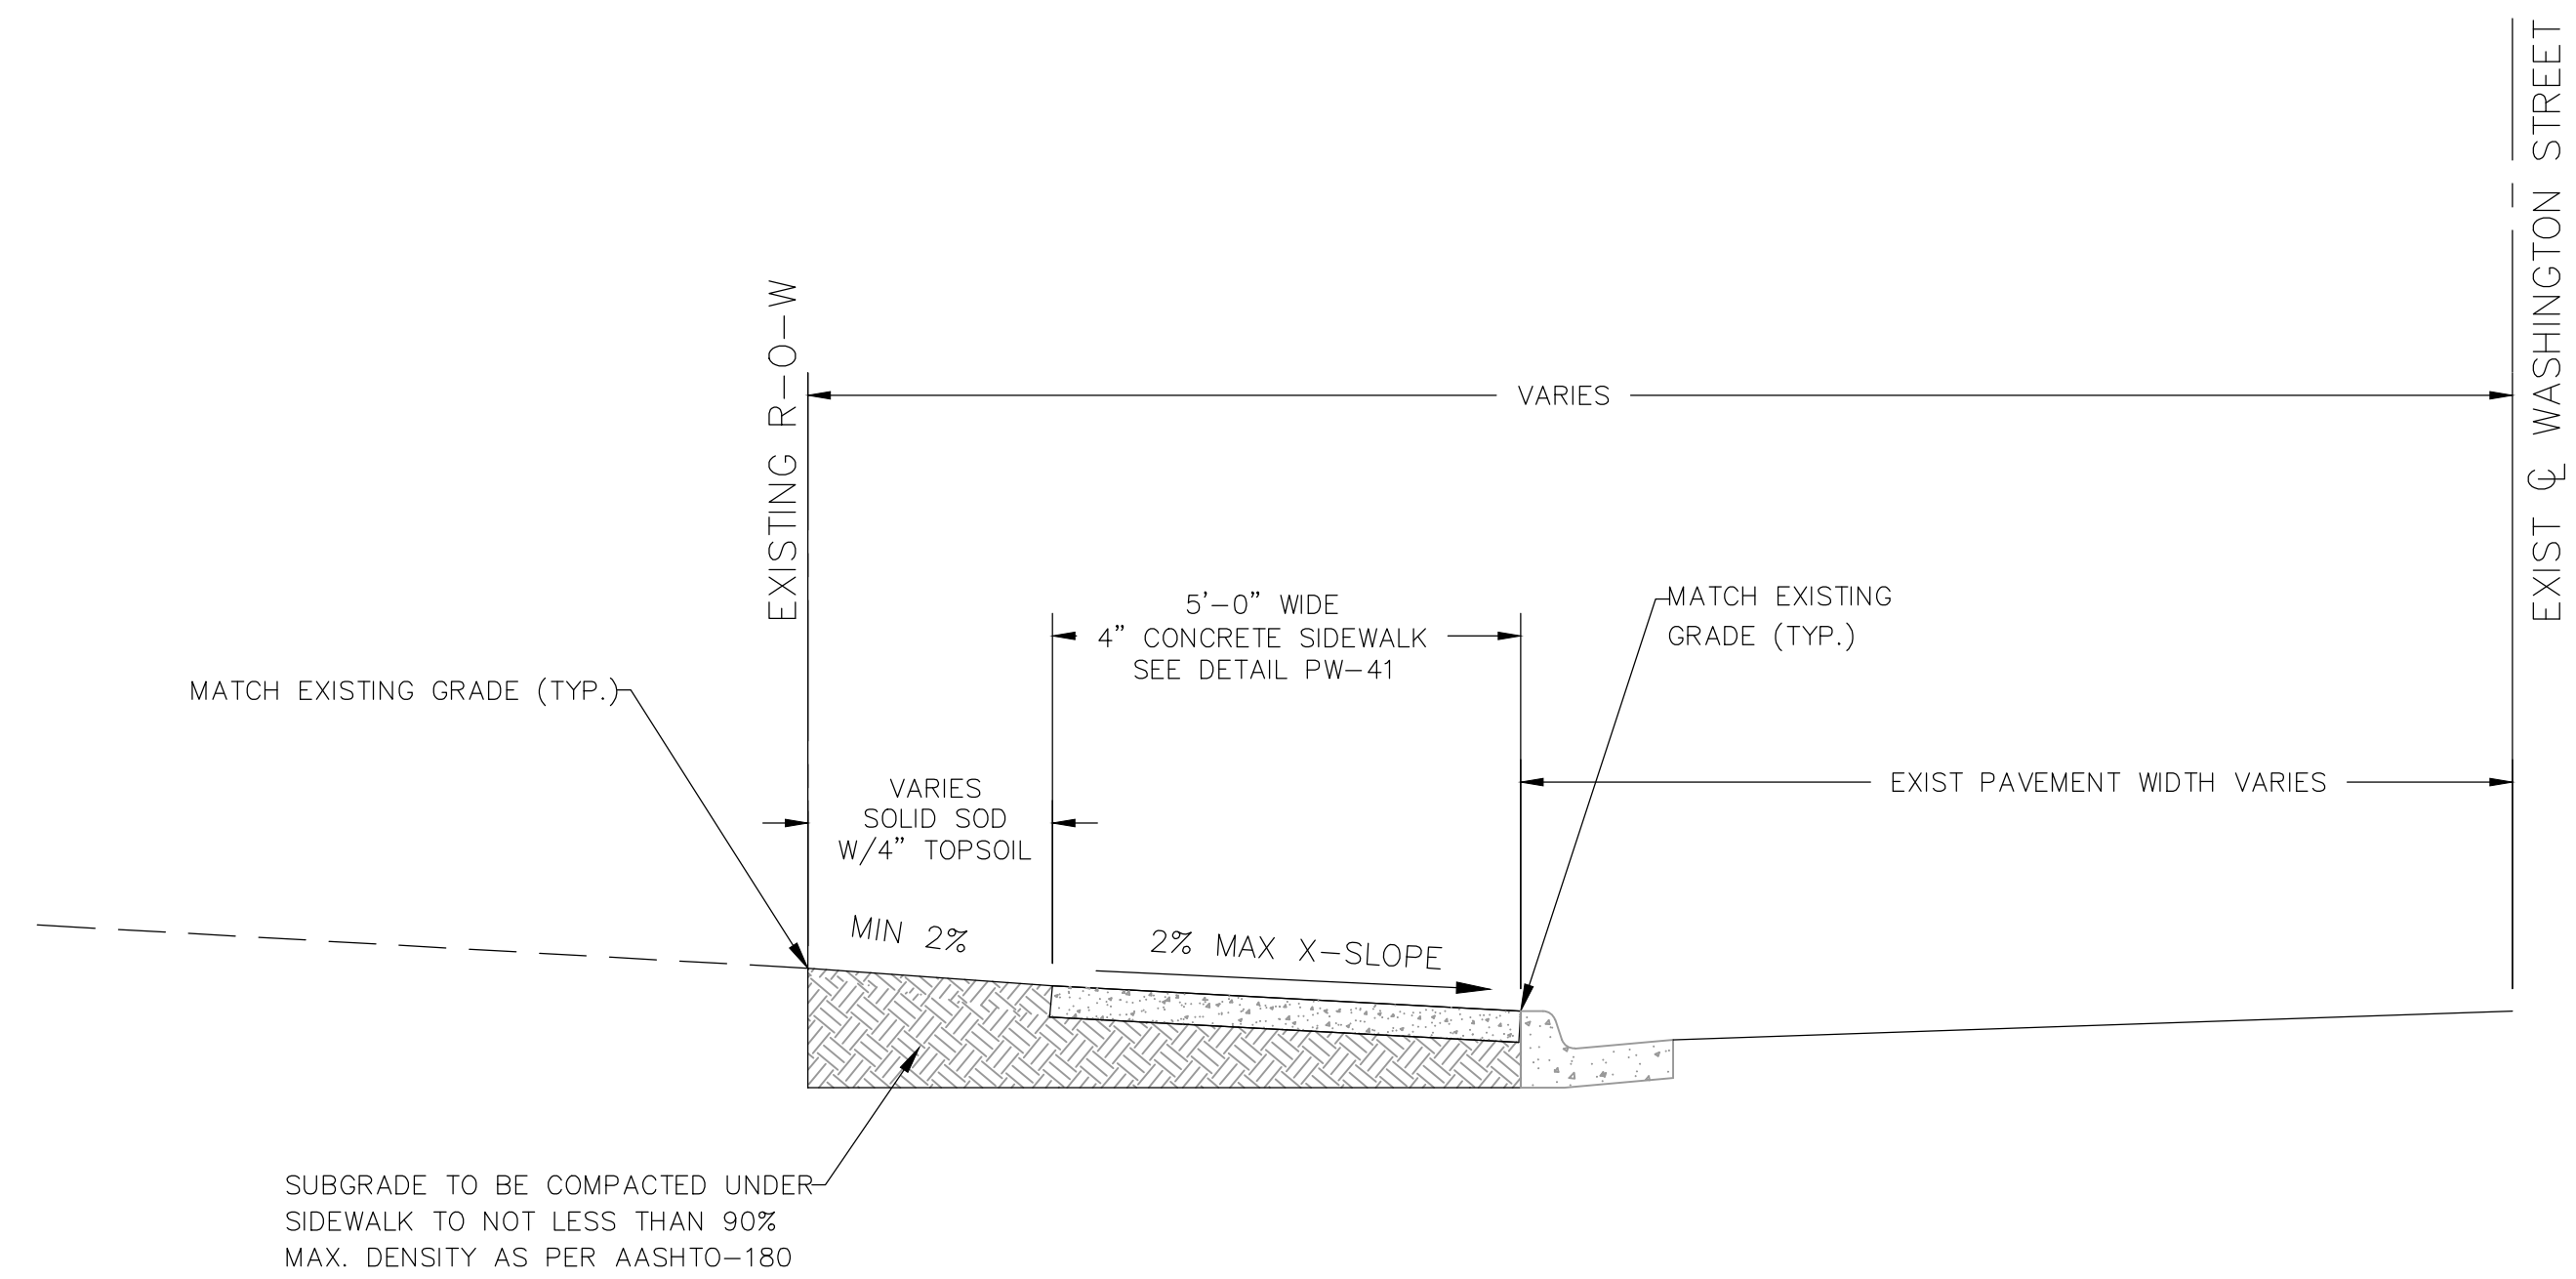 EXIST ℄ WASHINGTON STREET
EXISTING R-O-W
VARIES
5'-0" WIDE
4" CONCRETE SIDEWALK
SEE DETAIL PW-41
MATCH EXISTING
GRADE (TYP.)
MATCH EXISTING GRADE (TYP.)
VARIES
SOLID SOD
W/4" TOPSOIL
EXIST PAVEMENT WIDTH VARIES
MIN 2%
2% MAX X-SLOPE
SUBGRADE TO BE COMPACTED UNDER
SIDEWALK TO NOT LESS THAN 90%
MAX. DENSITY AS PER AASHTO-180